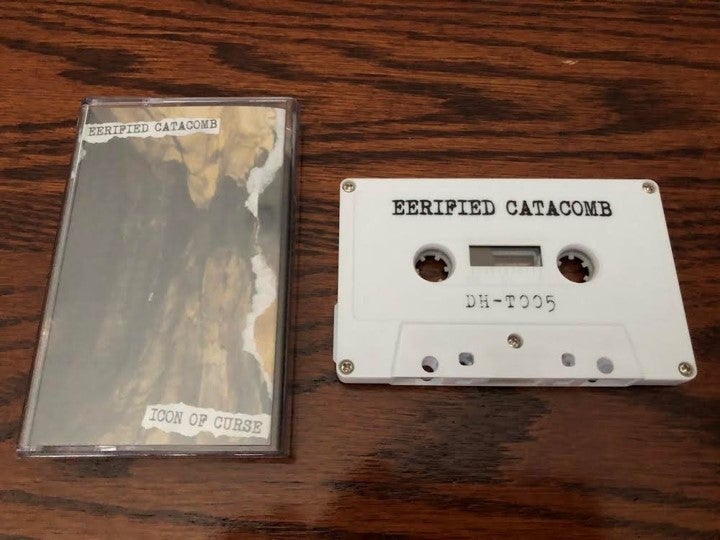 EERIFIED CATACOMB
ICON OF CURSE
EERIFIED CATACOMB
DH-T005